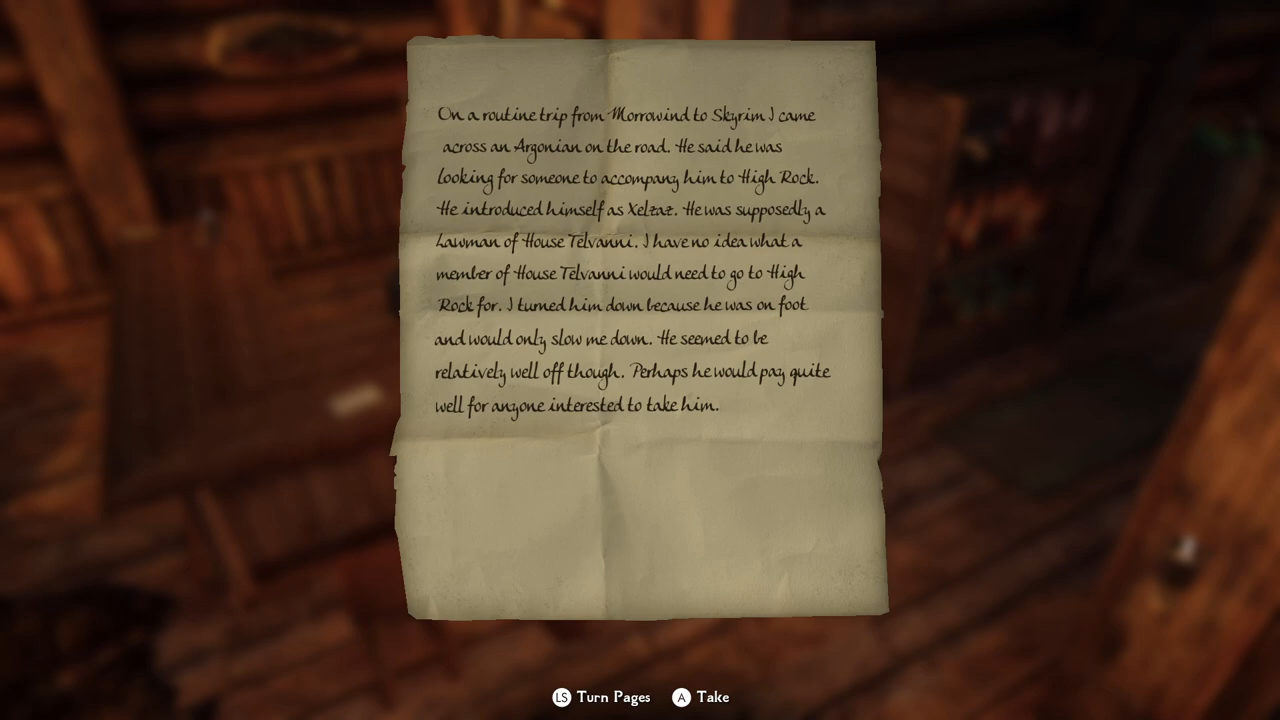 On a routine trip from Morrowind to Skyrim I came
across an Argonian on the road. He said he was
looking for someone to accompany him to High Rock.
He introduced himself as Xelzaz. He was supposedly a
Lawman of House Telvanni. I have no idea what a
member of House Telvanni would need to go to High
Rock for. I turned him down because he was on foot
and would only slow me down. He seemed to be
relatively well off though. Perhaps he would pay quite
well for anyone interested to take him.
LS Turn Pages A Take